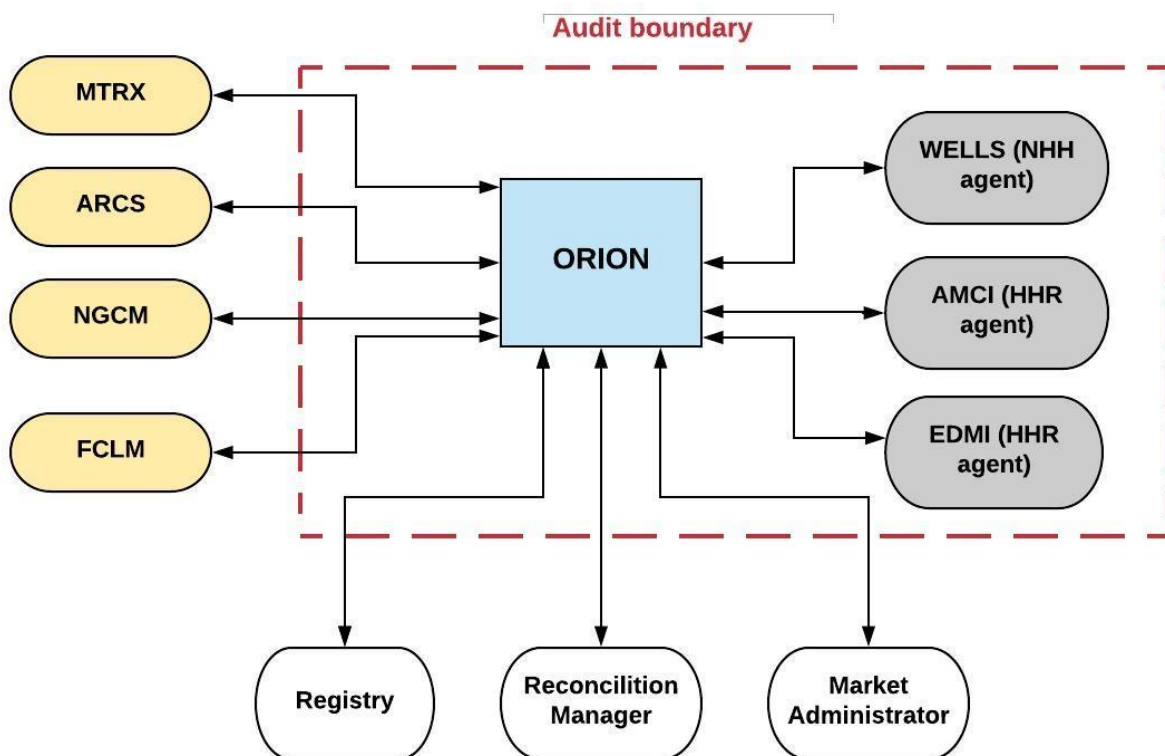 Audit boundary
MTRX
ARCS
NGCM
FCLM
ORION
WELLS (NHH
agent)
AMCI (HHR
agent)
EDMI (HHR
agent)
Registry
Reconcilition
Manager
Market
Administrator